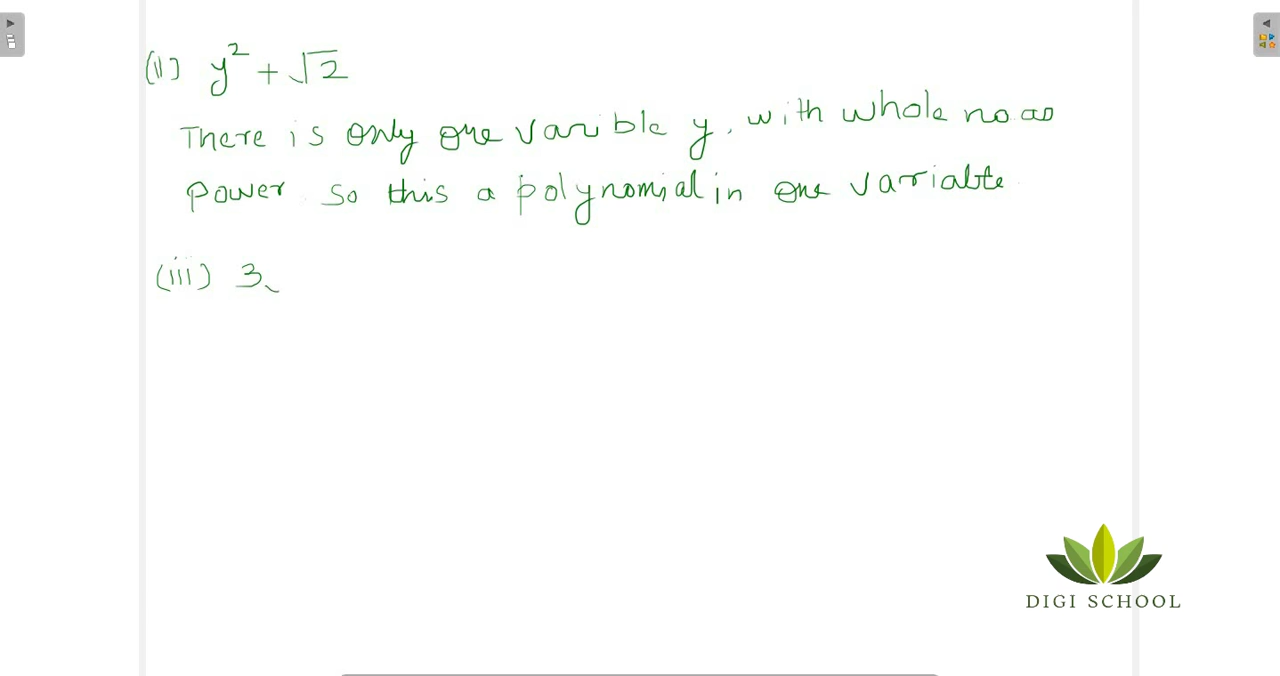 (ii) y² + √2
There is only one varible y, with whole no as
power. So this a polynomial in one variable
(iii) 3
DIGI SCHOOL